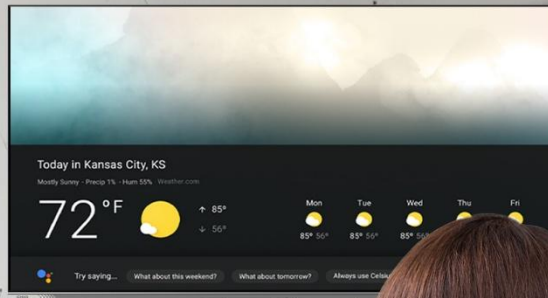 Today in Kansas City, KS
Mostly Sunny - Precip 1% - Hum 55% - Weather.com
72°F
↑ 85°
↓ 56°
Mon Tue Wed Thu Fri
85° 56° 85° 56° 85° 56°
Try saying... What about this weekend? What about tomorrow? Always use